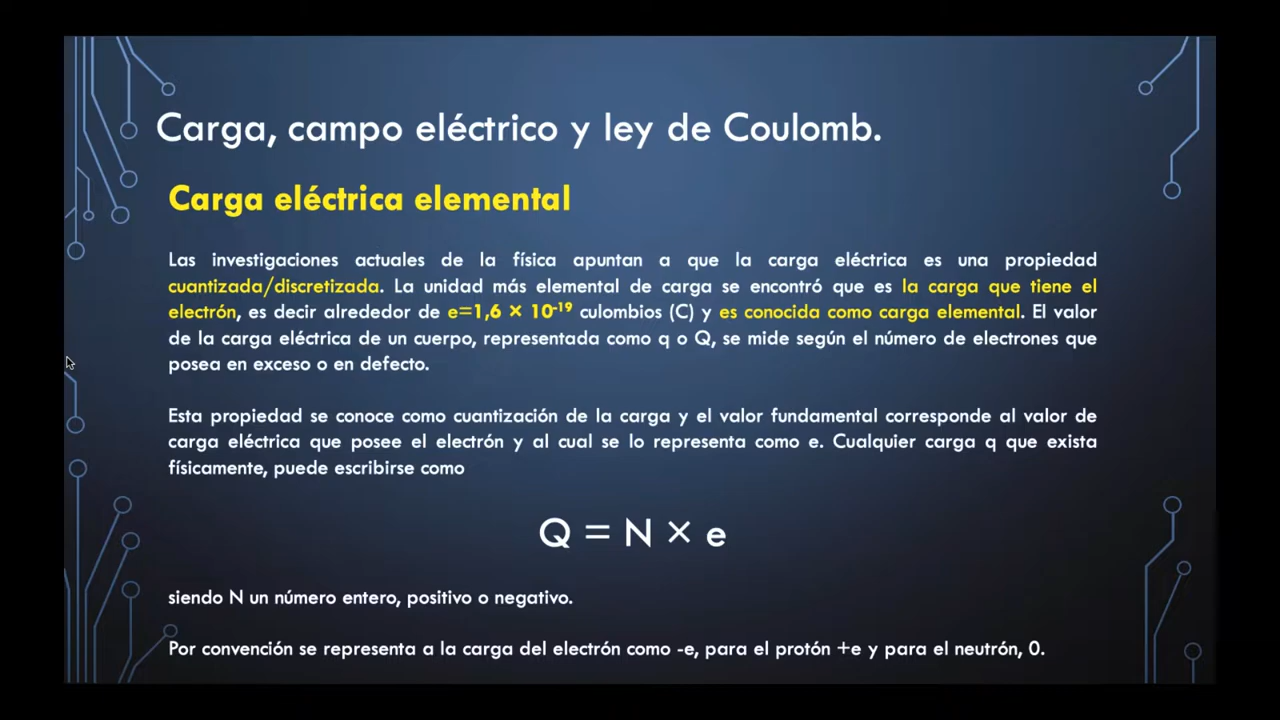 Carga, campo eléctrico y ley de Coulomb.
Carga eléctrica elemental
Las investigaciones actuales de la física apuntan a que la carga eléctrica es una propiedad
cuantizada/discretizada. La unidad más elemental de carga se encontró que es la carga que tiene el
electrón, es decir alrededor de e=1,6 × 10⁻¹⁹ culombios (C) y es conocida como carga elemental. El valor
de la carga eléctrica de un cuerpo, representada como q o Q, se mide según el número de electrones que
posea en exceso o en defecto.
Esta propiedad se conoce como cuantización de la carga y el valor fundamental corresponde al valor de
carga eléctrica que posee el electrón y al cual se lo representa como e. Cualquier carga q que exista
físicamente, puede escribirse como
Q = N × e
siendo N un número entero, positivo o negativo.
Por convención se representa a la carga del electrón como -e, para el protón +e y para el neutrón, 0.